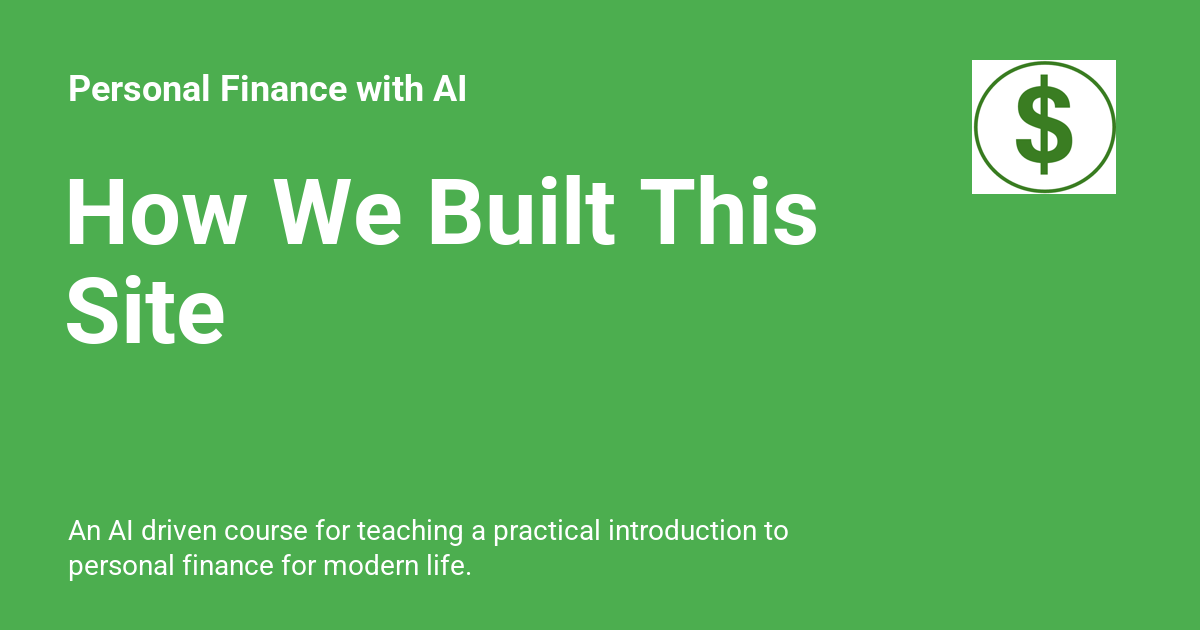 Personal Finance with AI
$
How We Built This
Site
An AI driven course for teaching a practical introduction to
personal finance for modern life.